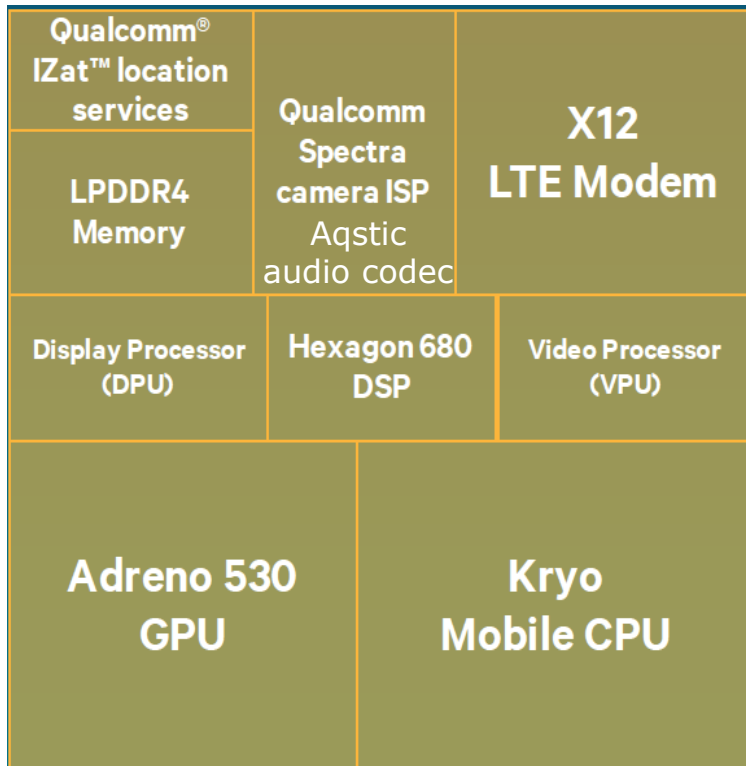 Qualcomm®
IZat™ location
services
LPDDR4
Memory
Qualcomm
Spectra
camera ISP
Aqstic
audio codec
X12
LTE Modem
Display Processor
(DPU)
Hexagon 680
DSP
Video Processor
(VPU)
Adreno 530
GPU
Kryo
Mobile CPU